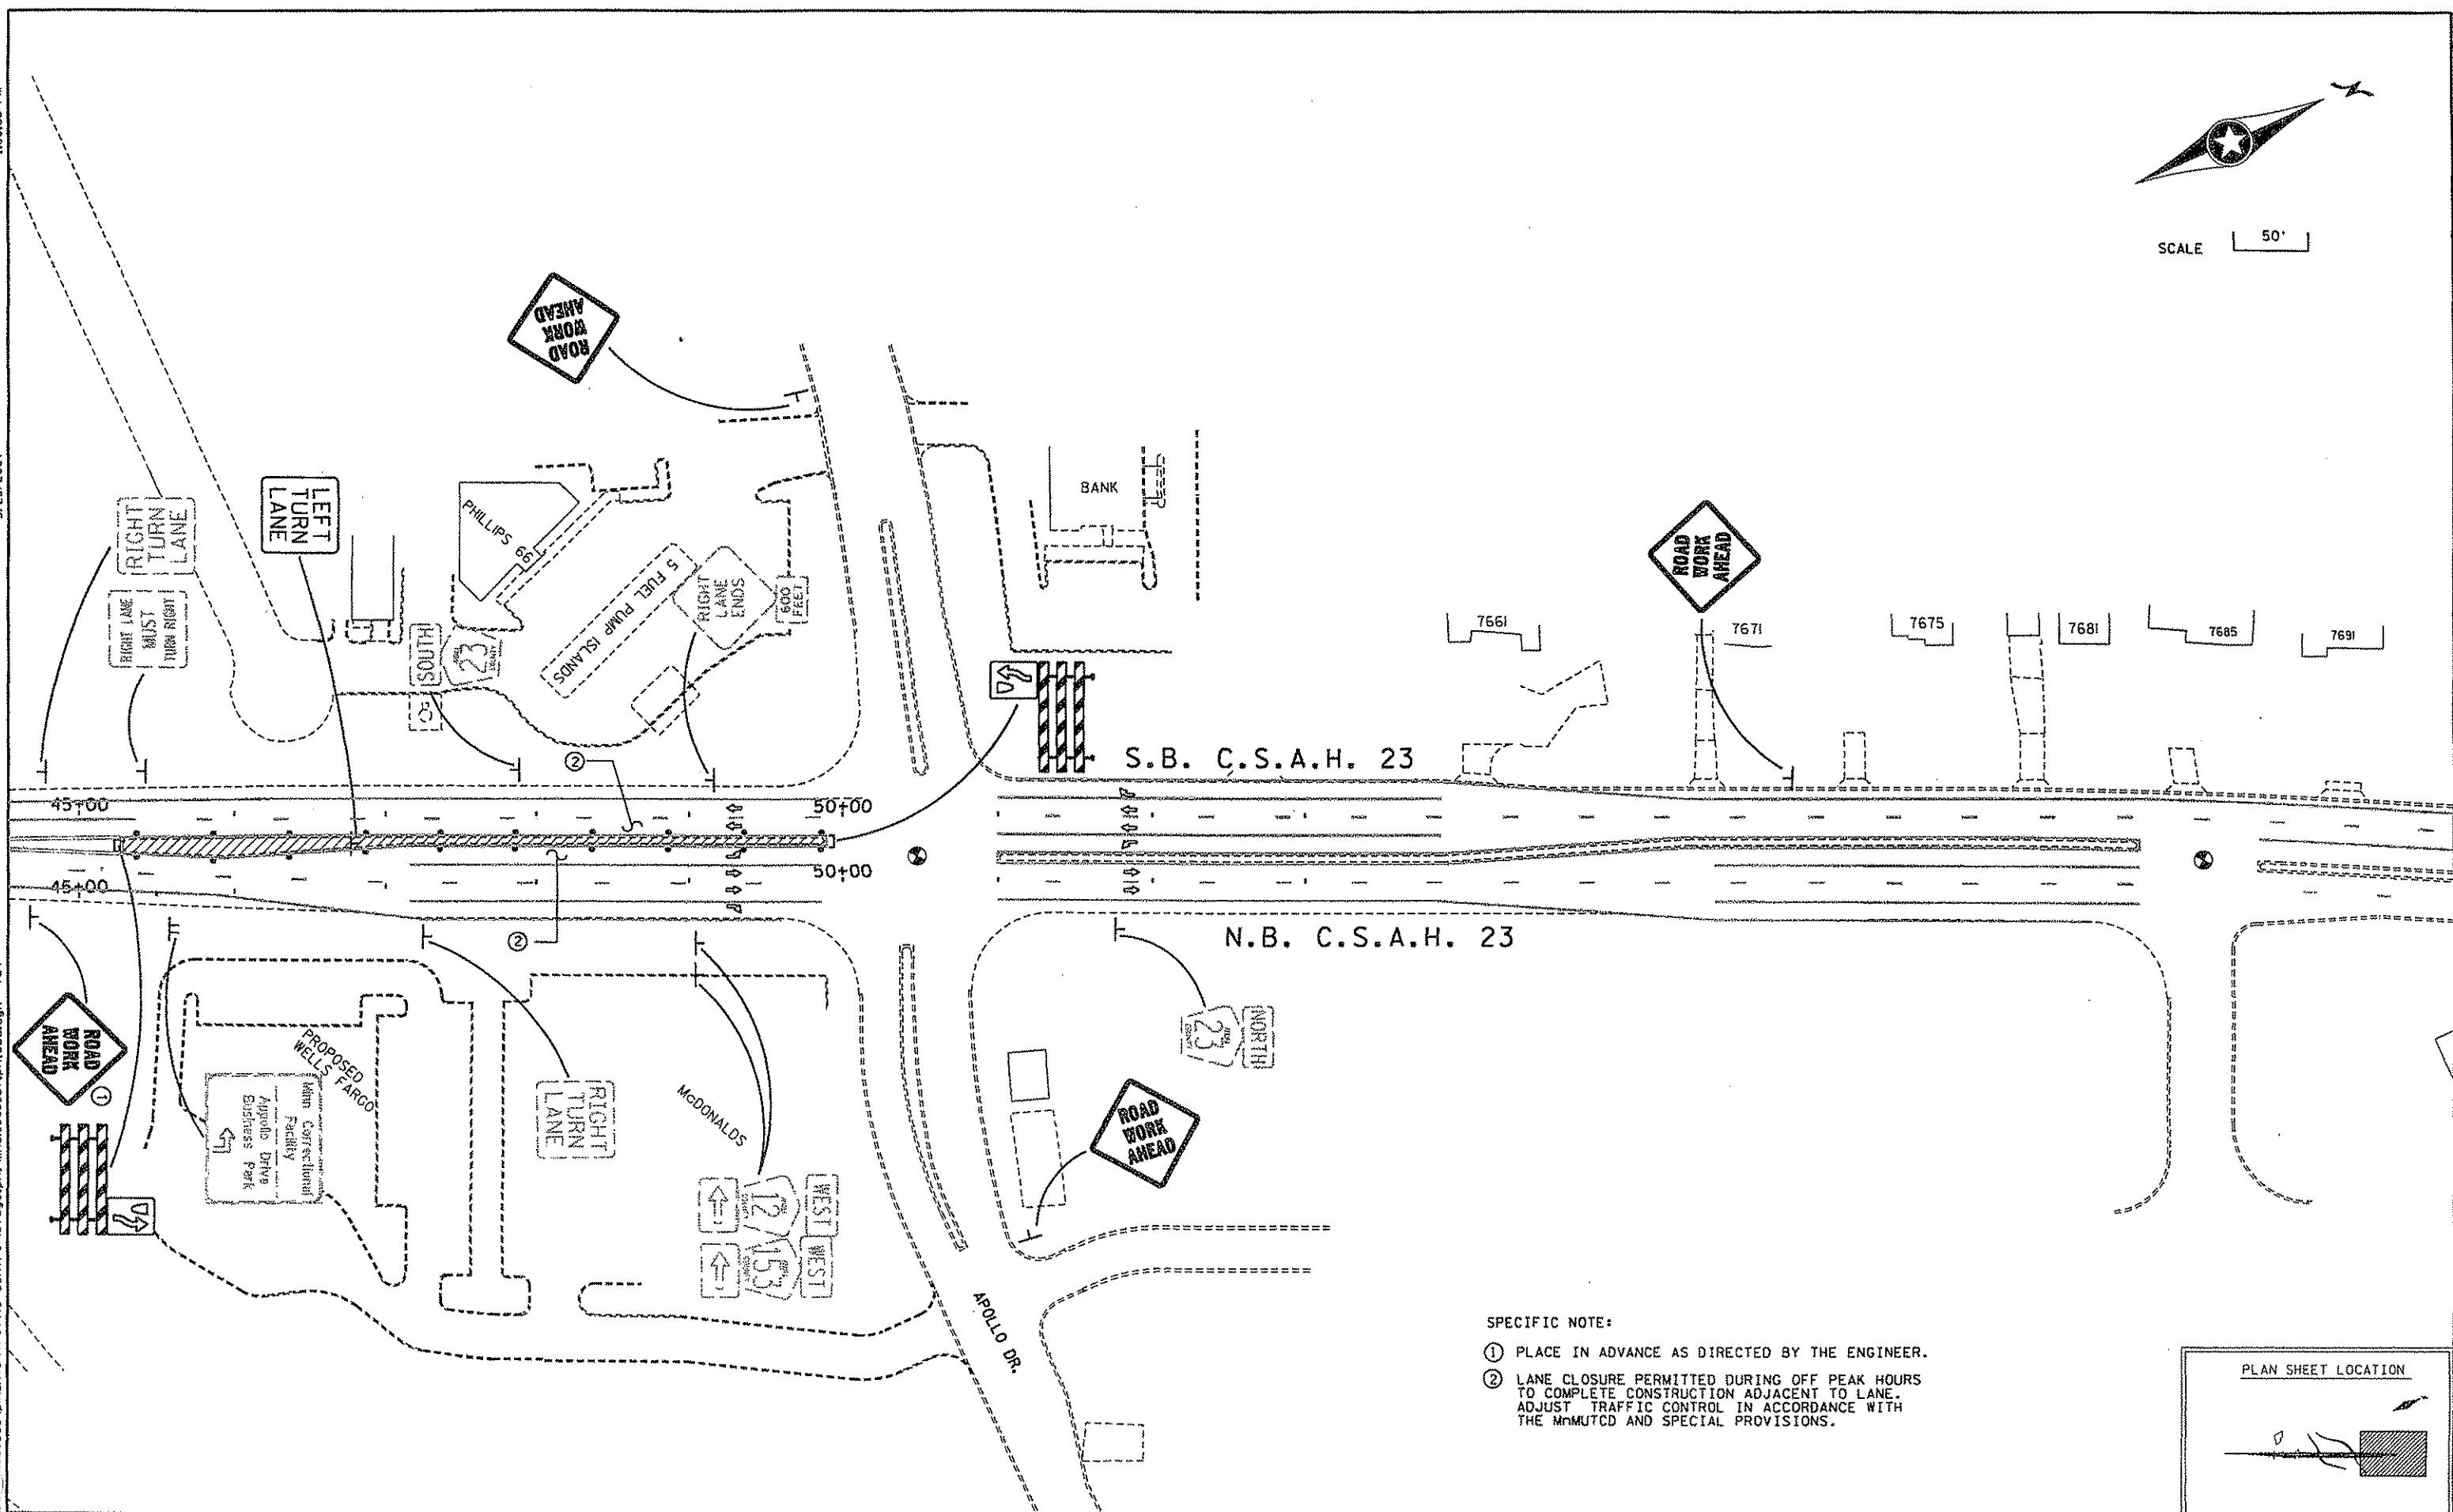 SCALE 50'
ROAD
WORK
AHEAD
LEFT
TURN
LANE
RIGHT
TURN
LANE
RIGHT LANE
MUST
TURN RIGHT
PHILLIPS 66
5 FUEL PUMP ISLANDS
RIGHT
LANE
ENDS
600
FEET
SOUTH
23
BANK
ROAD
WORK
AHEAD
7661
7671
7675
7681
7685
7691
②
S.B. C.S.A.H. 23
45+00
50+00
45+00
50+00
②
N.B. C.S.A.H. 23
ROAD
WORK
AHEAD
①
PROPOSED
WELLS FARGO
Minn Correctional
Facility
Appollo Drive
Business Park
RIGHT
TURN
LANE
McDONALDS
WEST
12
WEST
153
NORTH
23
ROAD
WORK
AHEAD
APOLLO DR.
SPECIFIC NOTE:
① PLACE IN ADVANCE AS DIRECTED BY THE ENGINEER.
② LANE CLOSURE PERMITTED DURING OFF PEAK HOURS
TO COMPLETE CONSTRUCTION ADJACENT TO LANE.
ADJUST TRAFFIC CONTROL IN ACCORDANCE WITH
THE MnMUTCD AND SPECIAL PROVISIONS.
PLAN SHEET LOCATION